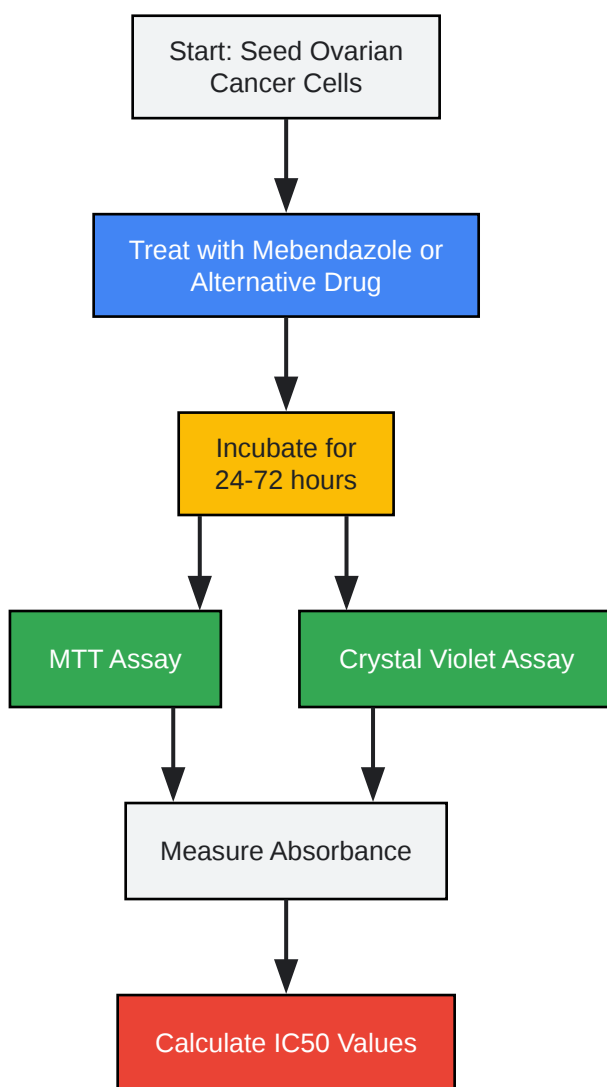 Start: Seed Ovarian
Cancer Cells
Treat with Mebendazole or
Alternative Drug
Incubate for
24-72 hours
MTT Assay
Crystal Violet Assay
Measure Absorbance
Calculate IC50 Values